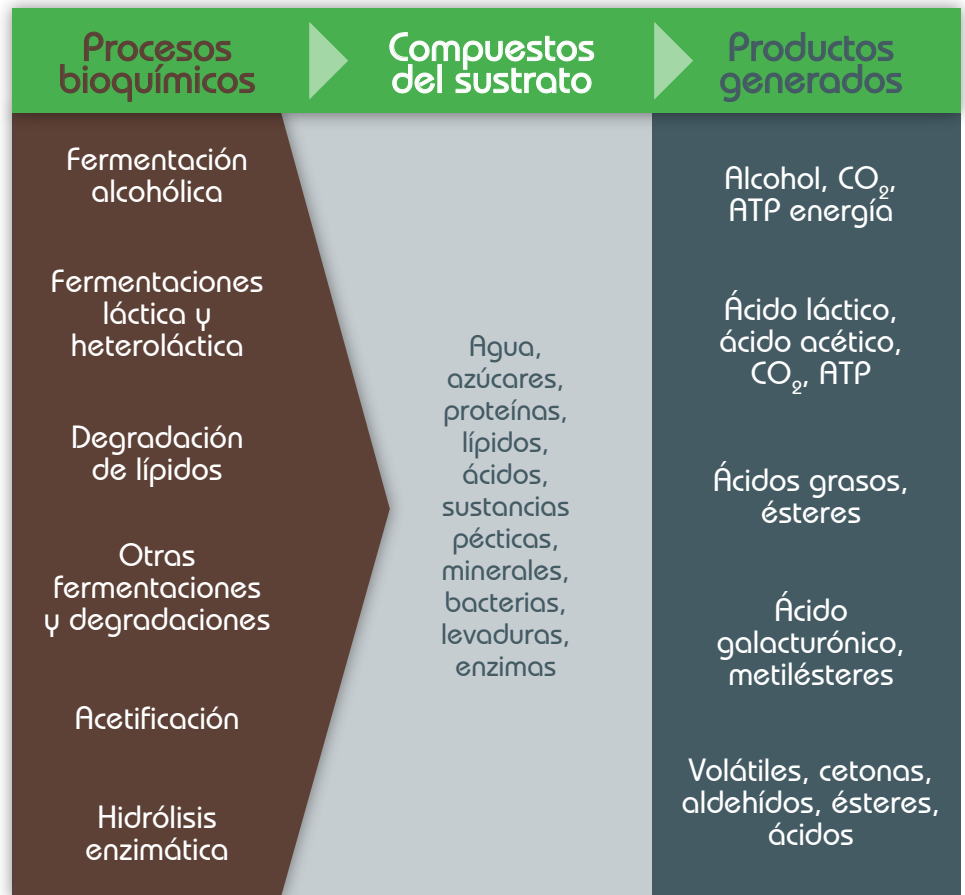 Procesos
bioquímicos
Compuestos
del sustrato
Productos
generados
Fermentación
alcohólica
Fermentaciones
láctica y
heteroláctica
Degradación
de lípidos
Otras
fermentaciones
y degradaciones
Acetificación
Hidrólisis
enzimática
Agua,
azúcares,
proteínas,
lípidos,
ácidos,
sustancias
pécticas,
minerales,
bacterias,
levaduras,
enzimas
Alcohol, CO₂,
ATP energía
Ácido láctico,
ácido acético,
CO₂, ATP
Ácidos grasos,
ésteres
Ácido
galacturónico,
metilésteres
Volátiles, cetonas,
aldehídos, ésteres,
ácidos